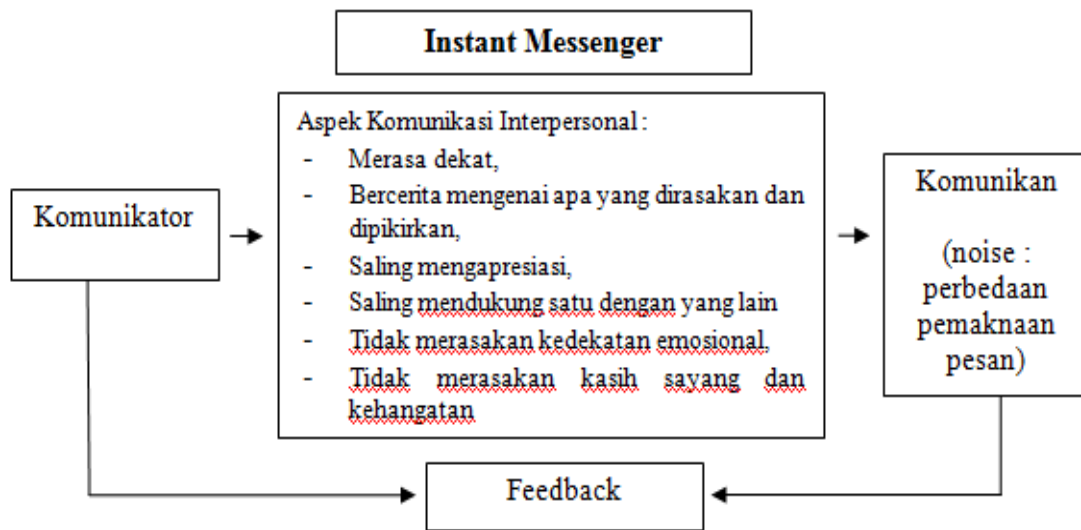 Instant Messenger
Komunikator
Aspek Komunikasi Interpersonal :
- Merasa dekat,
- Bercerita mengenai apa yang dirasakan dan
dipikirkan,
- Saling mengapresiasi,
- Saling mendukung satu dengan yang lain
- Tidak merasakan kedekatan emosional,
- Tidak merasakan kasih sayang dan
kehangatan
Komunikan
(noise :
perbedaan
pemaknaan
pesan)
Feedback